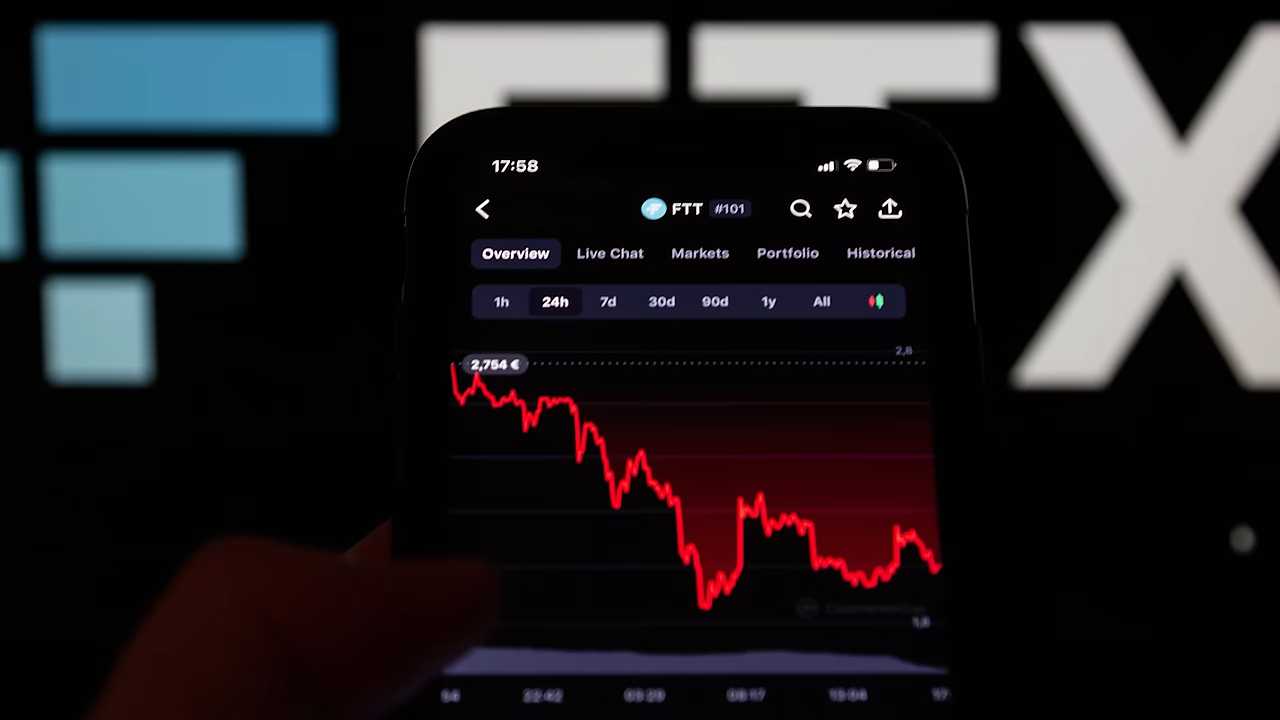 FTX
17:58
FTT #101
Overview Live Chat Markets Portfolio Historical
1h 24h 7d 30d 90d 1y All
2,8
2,754 €
1,8
22:42 03:29 08:17 13:04 17: